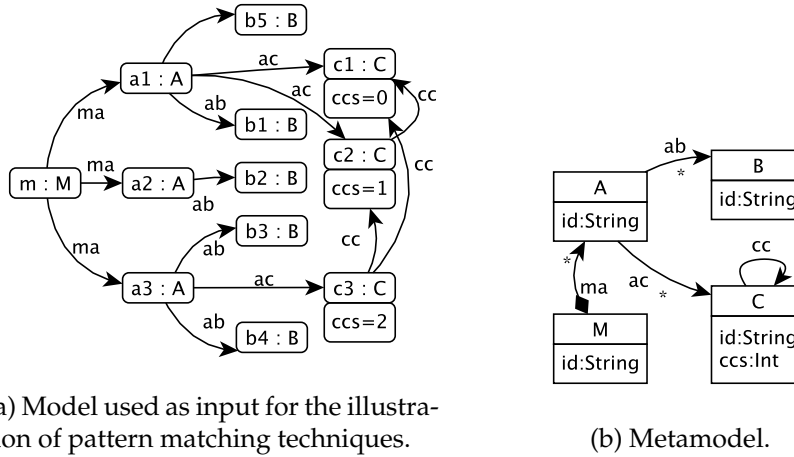 b5 : B
ac
c1 : C
a1 : A
ac
ccs=0
cc
ma
ab
b1 : B
c2 : C
ma
m : M
a2 : A
b2 : B
ccs=1
cc
ab
ma
b3 : B
ab
cc
a3 : A
ac
c3 : C
ccs=2
ab
b4 : B
a) Model used as input for the illustra-
ion of pattern matching techniques.
ab
*
B
id:String
A
id:String
cc
*
ma
ac
*
C
id:String
ccs:Int
M
id:String
(b) Metamodel.